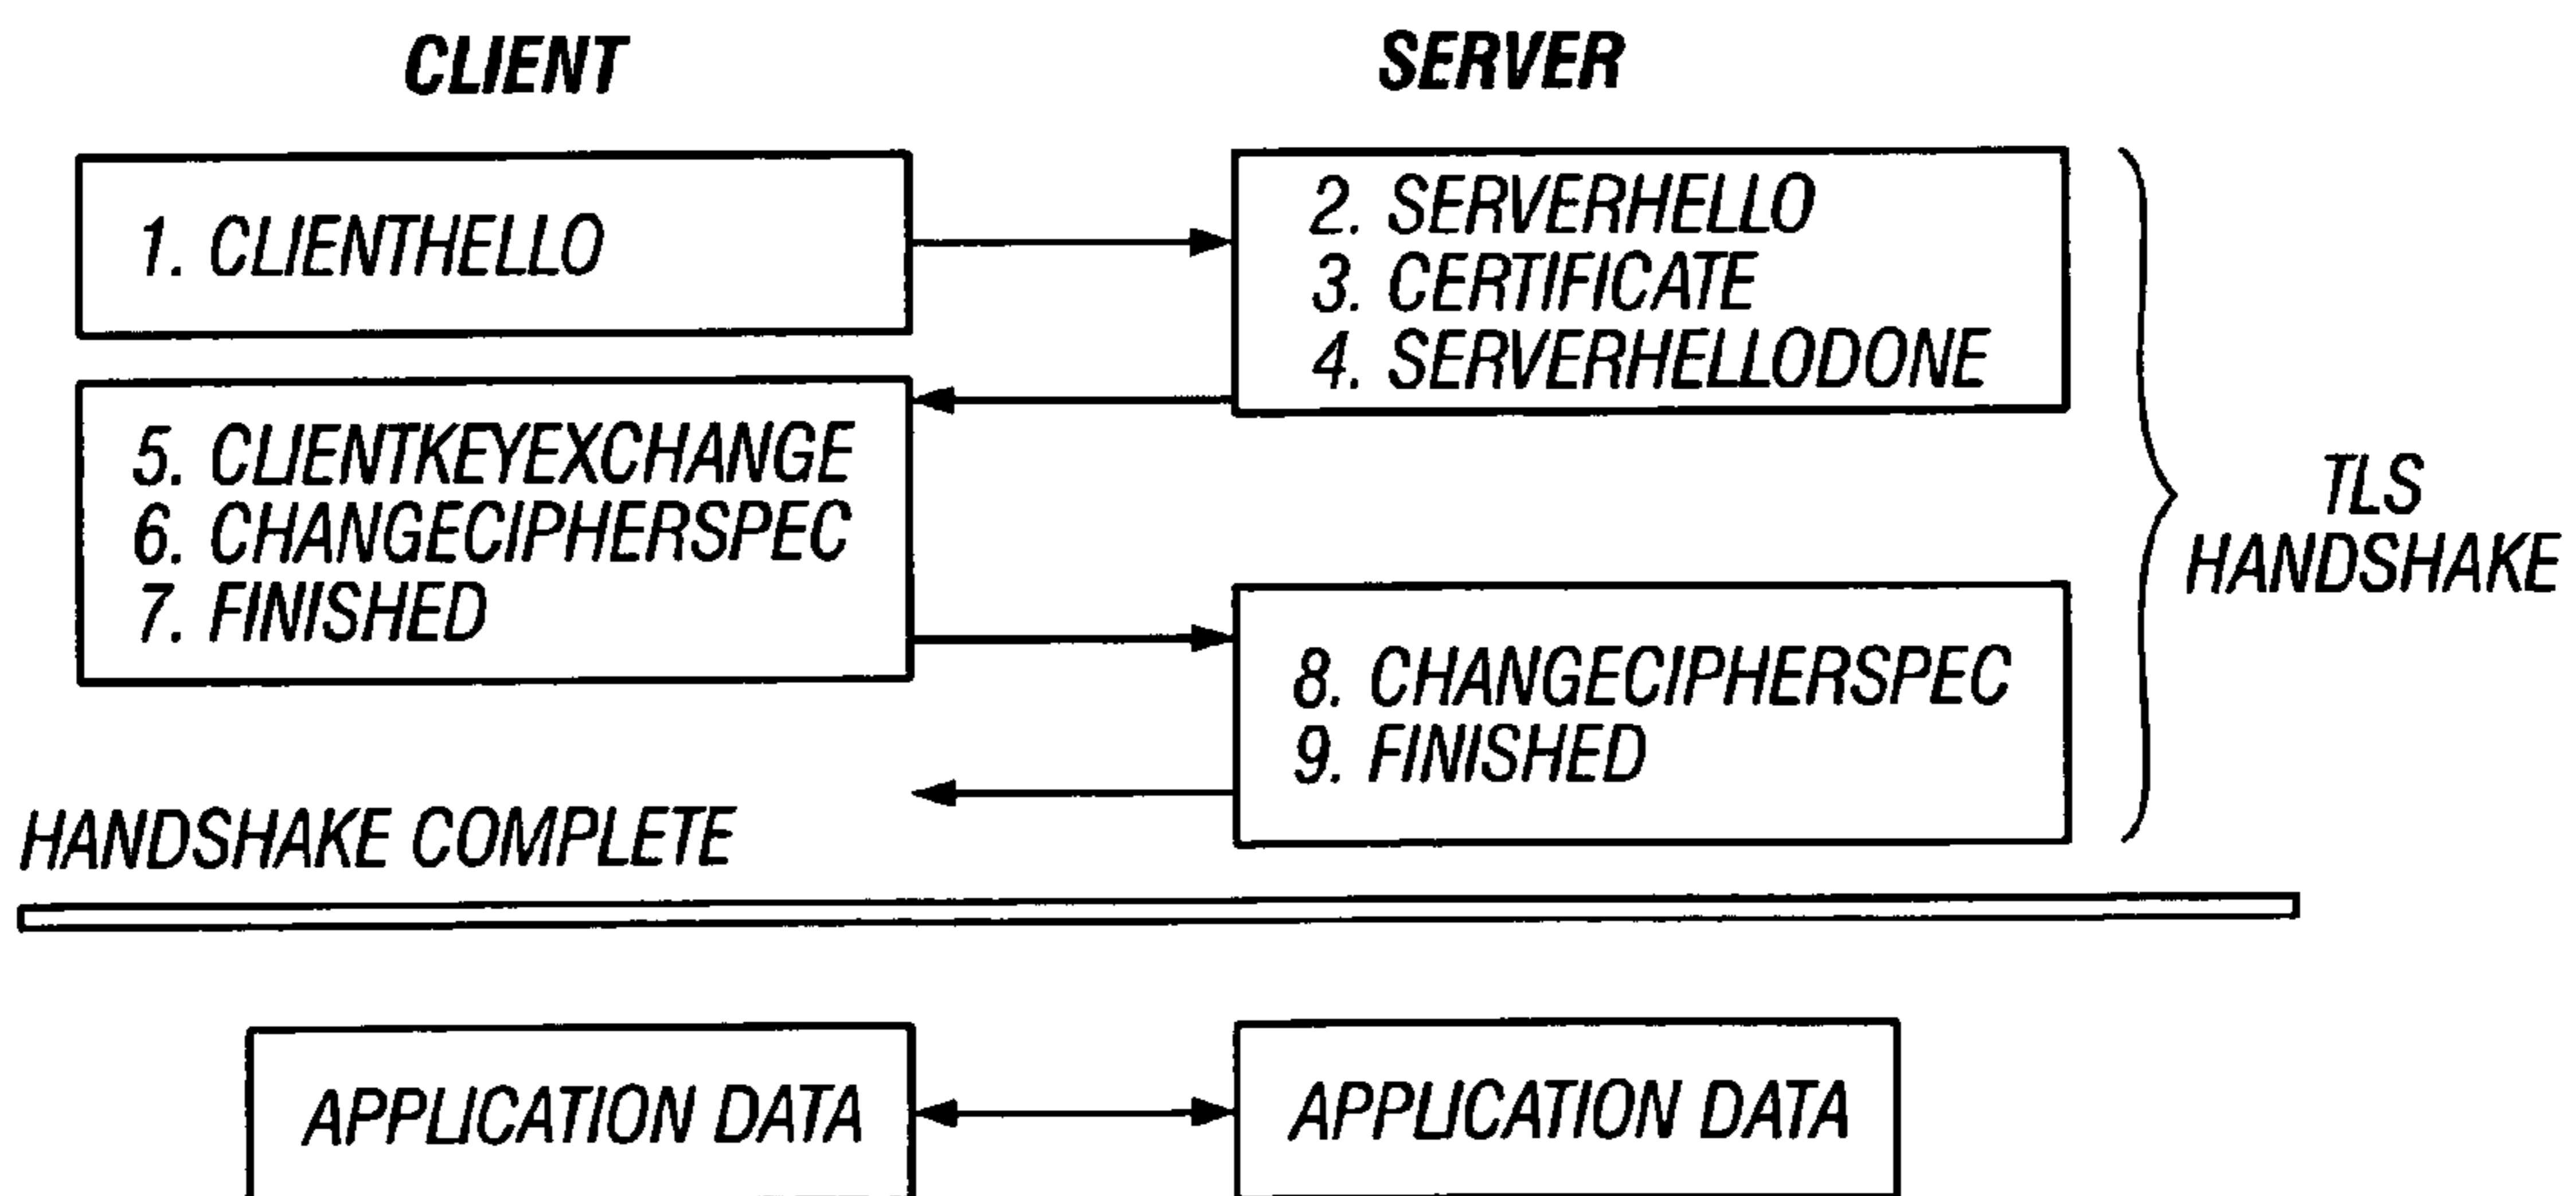 CLIENT
SERVER
1. CLIENTHELLO
2. SERVERHELLO
3. CERTIFICATE
4. SERVERHELLODONE
5. CLIENTKEYEXCHANGE
6. CHANGECIPHERSPEC
7. FINISHED
TLS
HANDSHAKE
8. CHANGECIPHERSPEC
9. FINISHED
HANDSHAKE COMPLETE
APPLICATION DATA
APPLICATION DATA